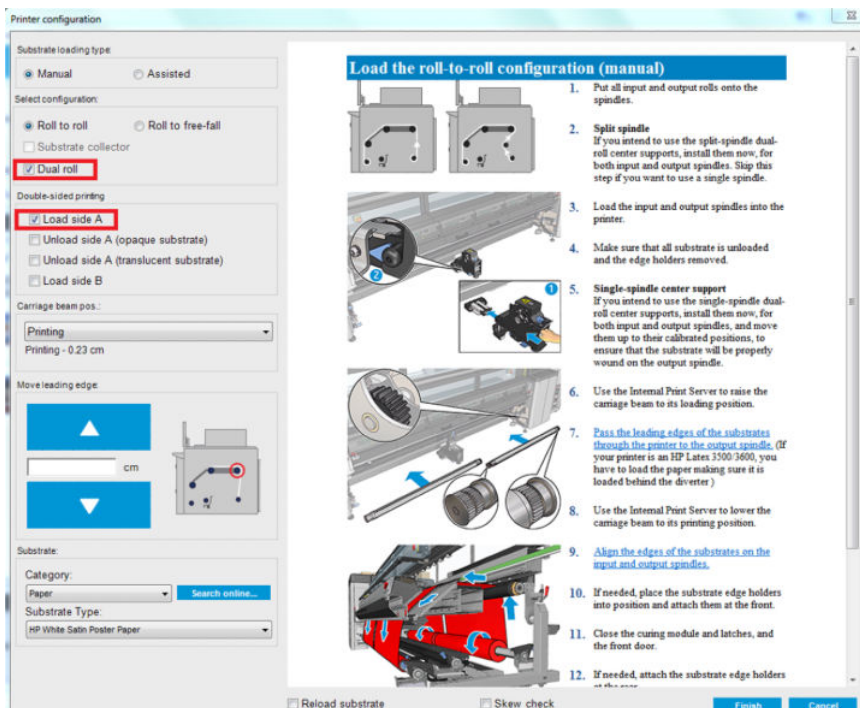 Printer configuration
Substrate loading type:
Manual
Assisted
Select configuration:
Roll to roll
Roll to free-fall
Substrate collector
Dual roll
Double-sided printing
Load side A
Unload side A (opaque substrate)
Unload side A (translucent substrate)
Load side B
Carriage beam pos.:
Printing
Printing - 0.23 cm
Move leading edge:
cm
Substrate:
Category:
Paper
Search online...
Substrate Type:
HP White Satin Poster Paper
Load the roll-to-roll configuration (manual)
1. Put all input and output rolls onto the
spindles.
2. Split spindle
If you intend to use the split-spindle dual-
roll center supports, install them now, for
both input and output spindles. Skip this
step if you want to use a single spindle.
3. Load the input and output spindles into the
printer.
4. Make sure that all substrate is unloaded
and the edge holders removed.
2
1
5. Single-spindle center support
If you intend to use the single-spindle dual-
roll center supports, install them now, for
both input and output spindles, and move
them up to their calibrated positions, to
ensure that the substrate will be properly
wound on the output spindle.
6. Use the Internal Print Server to raise the
carriage beam to its loading position.
7. Pass the leading edges of the substrates
through the printer to the output spindle. (If
your printer is an HP Latex 3500/3600, you
have to load the paper making sure it is
loaded behind the diverter )
8. Use the Internal Print Server to lower the
carriage beam to its printing position.
9. Align the edges of the substrates on the
input and output spindles.
10. If needed, place the substrate edge holders
into position and attach them at the front.
11. Close the curing module and latches, and
the front door.
12. If needed, attach the substrate edge holders
at the rear.
Reload substrate
Skew check
Finish
Cancel